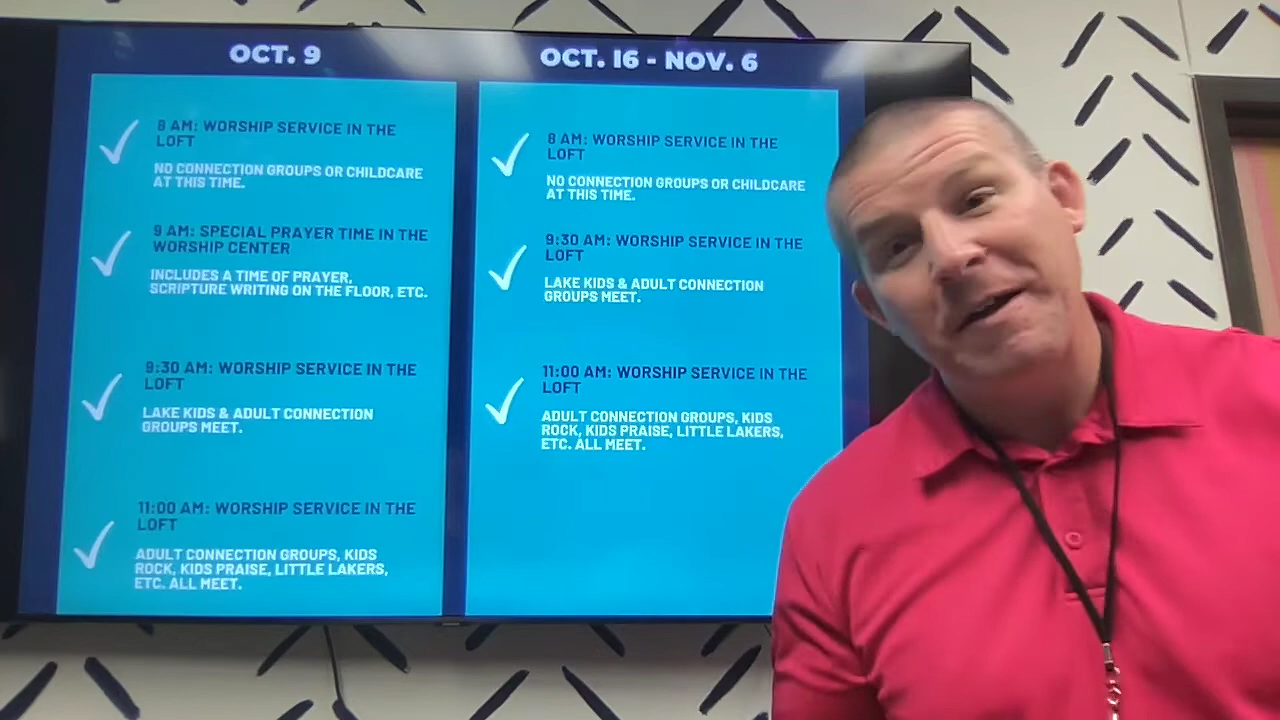 OCT. 9
8 AM: WORSHIP SERVICE IN THE
LOFT
NO CONNECTION GROUPS OR CHILDCARE
AT THIS TIME.
9 AM: SPECIAL PRAYER TIME IN THE
WORSHIP CENTER
INCLUDES A TIME OF PRAYER,
SCRIPTURE WRITING ON THE FLOOR, ETC.
9:30 AM: WORSHIP SERVICE IN THE
LOFT
LAKE KIDS & ADULT CONNECTION
GROUPS MEET.
11:00 AM: WORSHIP SERVICE IN THE
LOFT
ADULT CONNECTION GROUPS, KIDS
ROCK, KIDS PRAISE, LITTLE LAKERS,
ETC. ALL MEET.
OCT. 16 - NOV. 6
8 AM: WORSHIP SERVICE IN THE
LOFT
NO CONNECTION GROUPS OR CHILDCARE
AT THIS TIME.
9:30 AM: WORSHIP SERVICE IN THE
LOFT
LAKE KIDS & ADULT CONNECTION
GROUPS MEET.
11:00 AM: WORSHIP SERVICE IN THE
LOFT
ADULT CONNECTION GROUPS, KIDS
ROCK, KIDS PRAISE, LITTLE LAKERS,
ETC. ALL MEET.